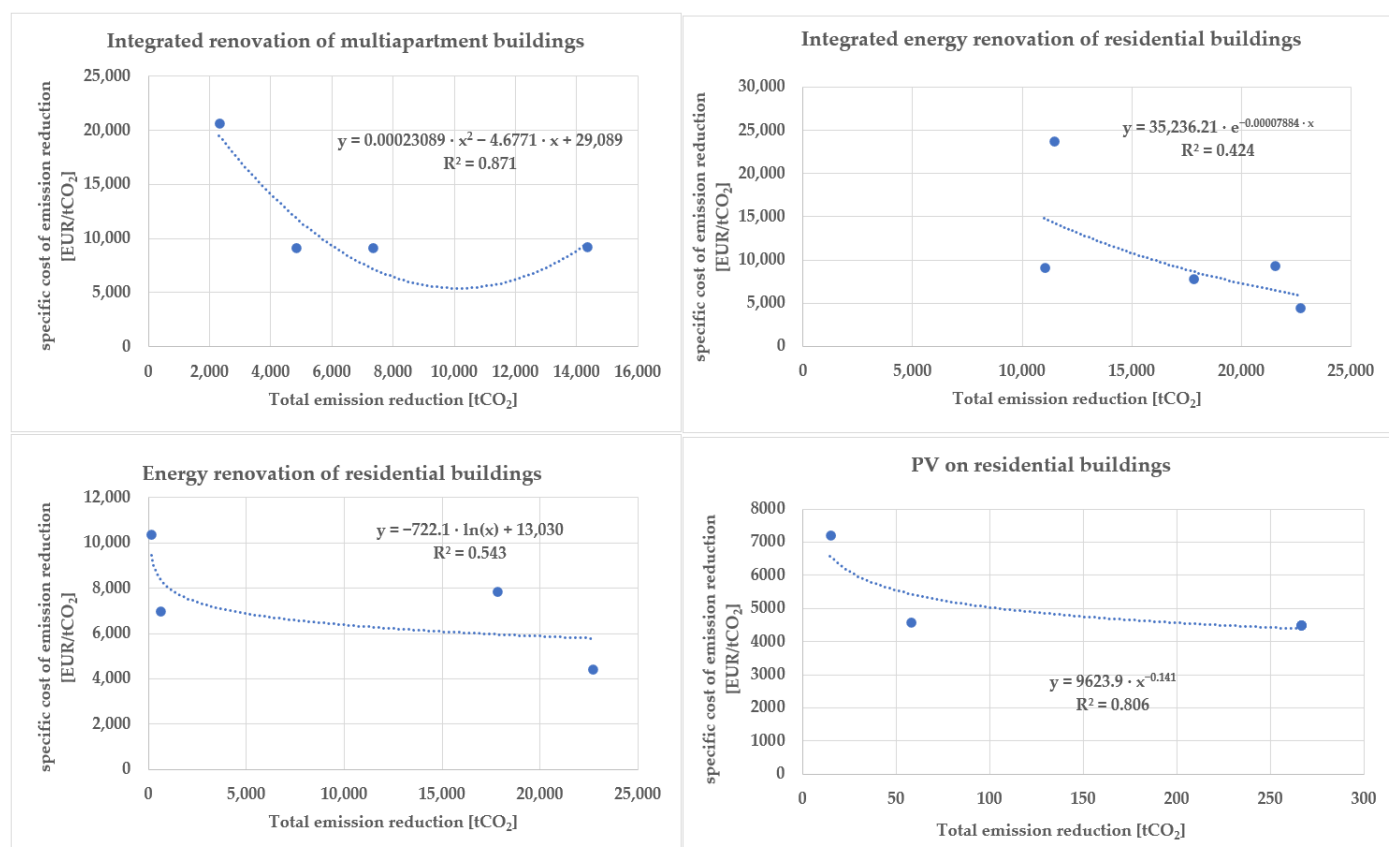 Integrated renovation of multiapartment buildings
specific cost of emission reduction
[EUR/tCO₂]
25,000
20,000
15,000
10,000
5,000
0
y = 0.00023089 · x² − 4.6771 · x + 29,089
R² = 0.871
0 2,000 4,000 6,000 8,000 10,000 12,000 14,000 16,000
Total emission reduction [tCO₂]
Integrated energy renovation of residential buildings
specific cost of emission reduction
[EUR/tCO₂]
30,000
25,000
20,000
15,000
10,000
5,000
0
y = 35,236.21 · e^−0.00007884 · x
R² = 0.424
0 5,000 10,000 15,000 20,000 25,000
Total emission reduction [tCO₂]
Energy renovation of residential buildings
specific cost of emission reduction
[EUR/tCO₂]
12,000
10,000
8,000
6,000
4,000
2,000
0
y = −722.1 · ln(x) + 13,030
R² = 0.543
0 5,000 10,000 15,000 20,000 25,000
Total emission reduction [tCO₂]
PV on residential buildings
specific cost of emission reduction
[EUR/tCO₂]
8000
7000
6000
5000
4000
3000
2000
1000
0
y = 9623.9 · x^−0.141
R² = 0.806
0 50 100 150 200 250 300
Total emission reduction [tCO₂]